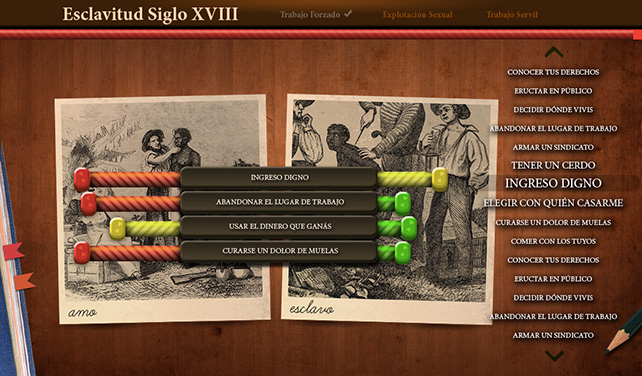 Esclavitud Siglo XVIII
Trabajo Forzado
Explotación Sexual
Trabajo Servil
CONOCER TUS DERECHOS
ERUCTAR EN PÚBLICO
DECIDIR DÓNDE VIVIS
ABANDONAR EL LUGAR DE TRABAJO
ARMAR UN SINDICATO
TENER UN CERDO
INGRESO DIGNO
ELEGIR CON QUIÉN CASARME
CURARSE UN DOLOR DE MUELAS
COMER CON LOS TUYOS
CONOCER TUS DERECHOS
ERUCTAR EN PÚBLICO
DECIDIR DÓNDE VIVIS
ABANDONAR EL LUGAR DE TRABAJO
ARMAR UN SINDICATO
INGRESO DIGNO
ABANDONAR EL LUGAR DE TRABAJO
USAR EL DINERO QUE GANÁS
CURARSE UN DOLOR DE MUELAS
amo
esclavo